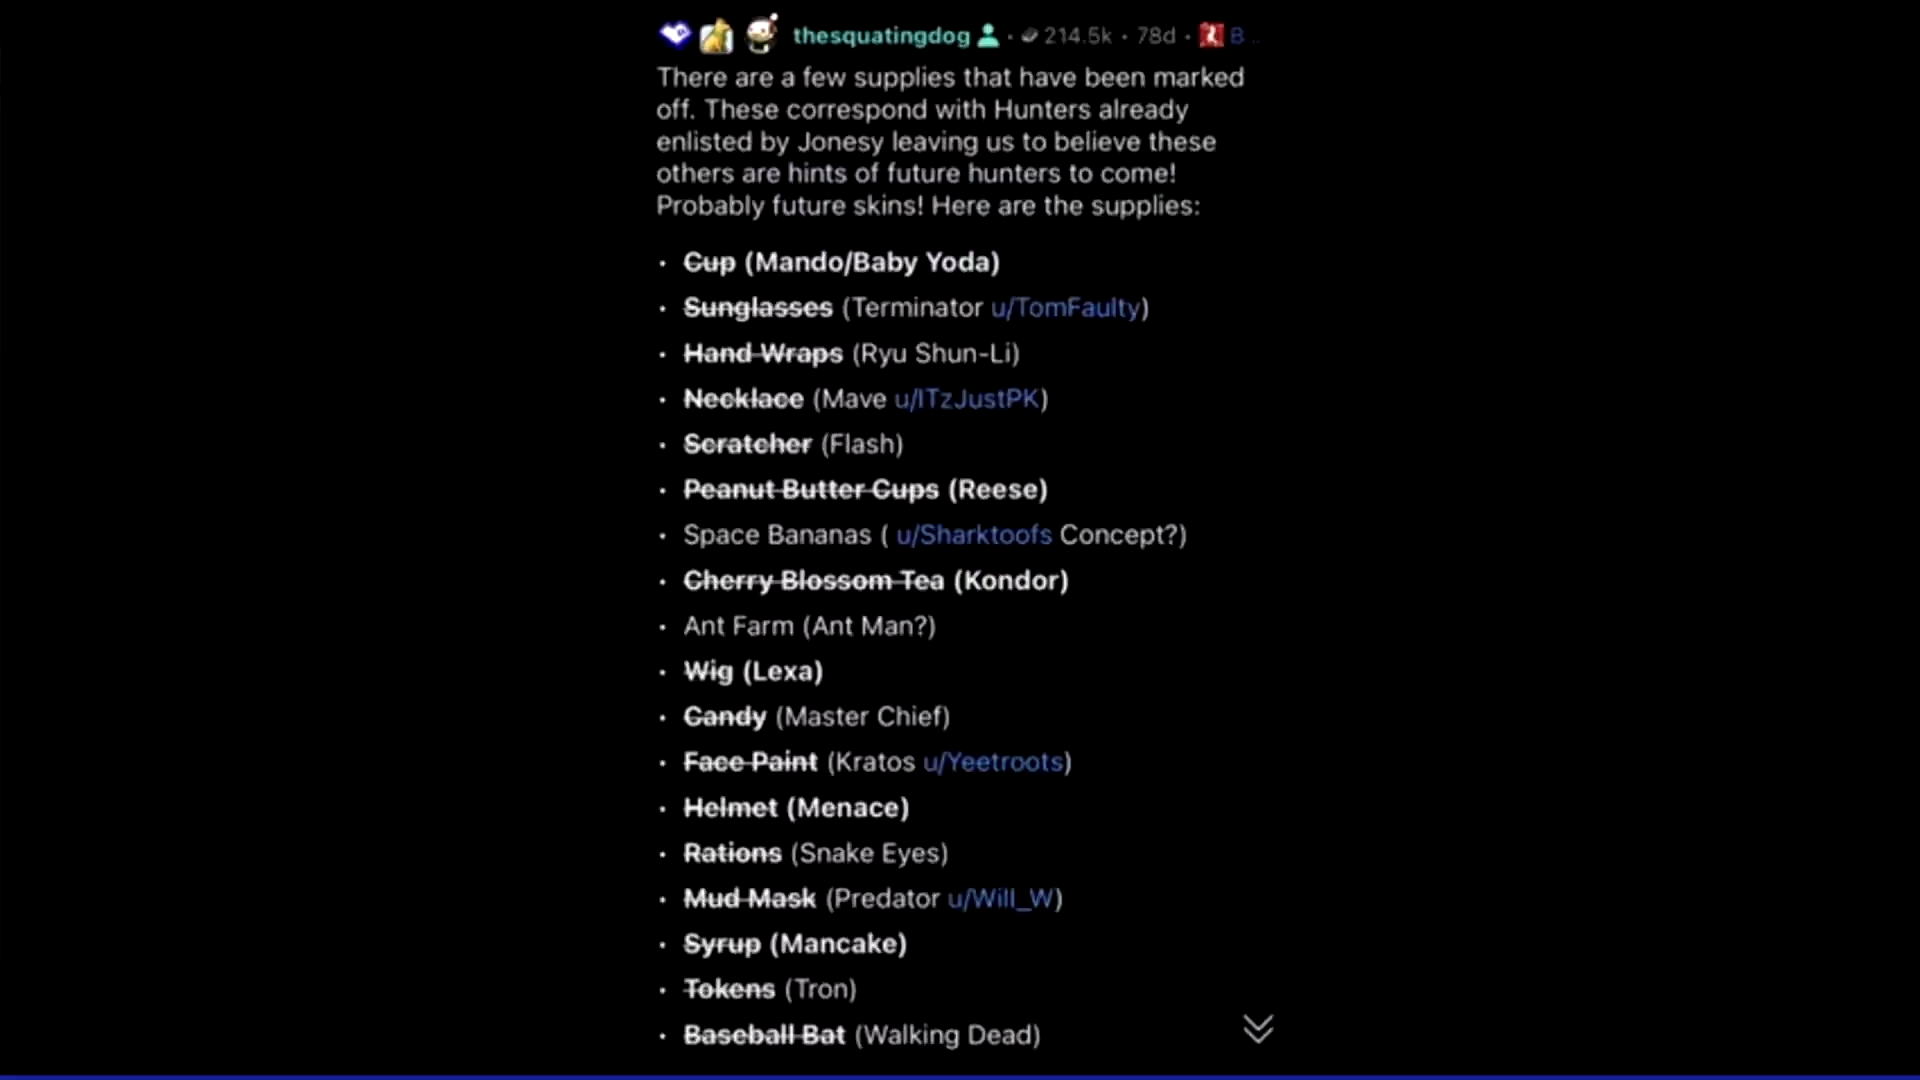 thesquatingdog · 214.5k · 78d · B..
There are a few supplies that have been marked
off. These correspond with Hunters already
enlisted by Jonesy leaving us to believe these
others are hints of future hunters to come!
Probably future skins! Here are the supplies:
• Cup (Mando/Baby Yoda)
• Sunglasses (Terminator u/TomFaulty)
• Hand Wraps (Ryu Shun-Li)
• Necklace (Mave u/ITzJustPK)
• Scratcher (Flash)
• Peanut Butter Cups (Reese)
• Space Bananas ( u/Sharktoofs Concept?)
• Cherry Blossom Tea (Kondor)
• Ant Farm (Ant Man?)
• Wig (Lexa)
• Candy (Master Chief)
• Face Paint (Kratos u/Yeetroots)
• Helmet (Menace)
• Rations (Snake Eyes)
• Mud Mask (Predator u/Will_W)
• Syrup (Mancake)
• Tokens (Tron)
• Baseball Bat (Walking Dead)